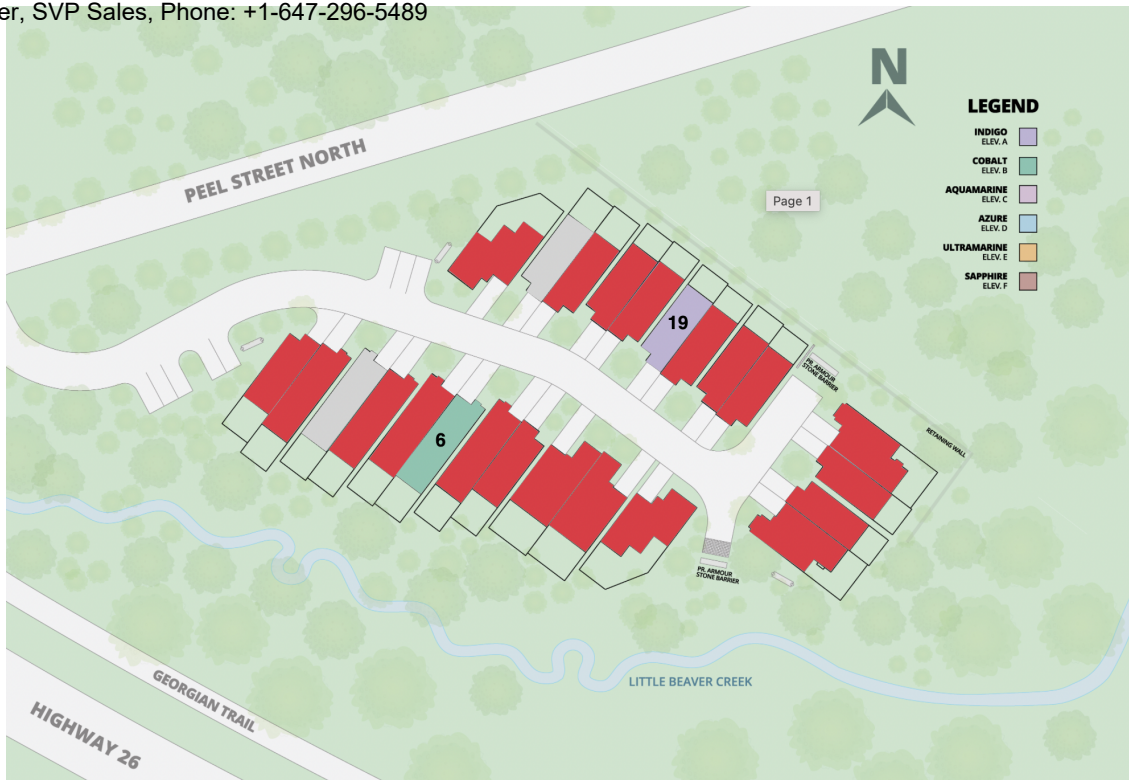 er, SVP Sales, Phone: +1-647-296-5489
N
LEGEND
INDIGO
ELEV. A
COBALT
ELEV. B
AQUAMARINE
ELEV. C
AZURE
ELEV. D
ULTRAMARINE
ELEV. E
SAPPHIRE
ELEV. F
PEEL STREET NORTH
Page 1
19
PR. ARMOUR
STONE BARRIER
6
RETAINING WALL
PR. ARMOUR
STONE BARRIER
LITTLE BEAVER CREEK
GEORGIAN TRAIL
HIGHWAY 26